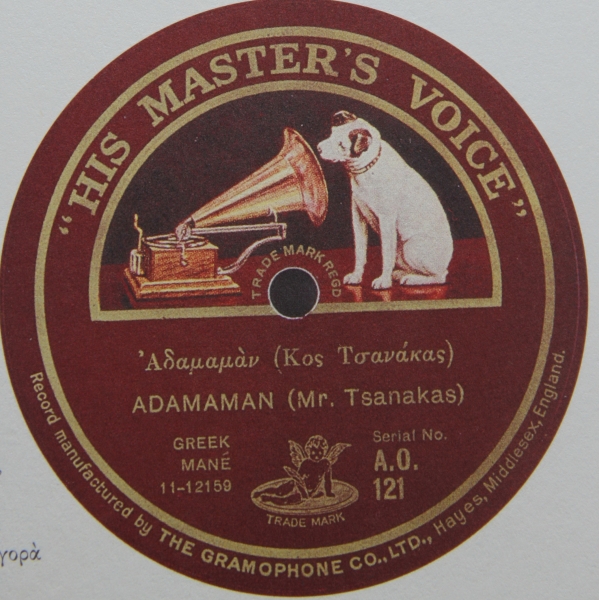 “HIS MASTER'S VOICE”
TRADE MARK REGD
Ἀδαμαμὰν (Κος Τσανάκας)
ADAMAMAN (Mr. Tsanakas)
GREEK
MANÉ
11-12159
TRADE MARK
Serial No.
A.O.
121
Record manufactured by THE GRAMOPHONE CO., LTD., Hayes, Middlesex, England.
γορὰ